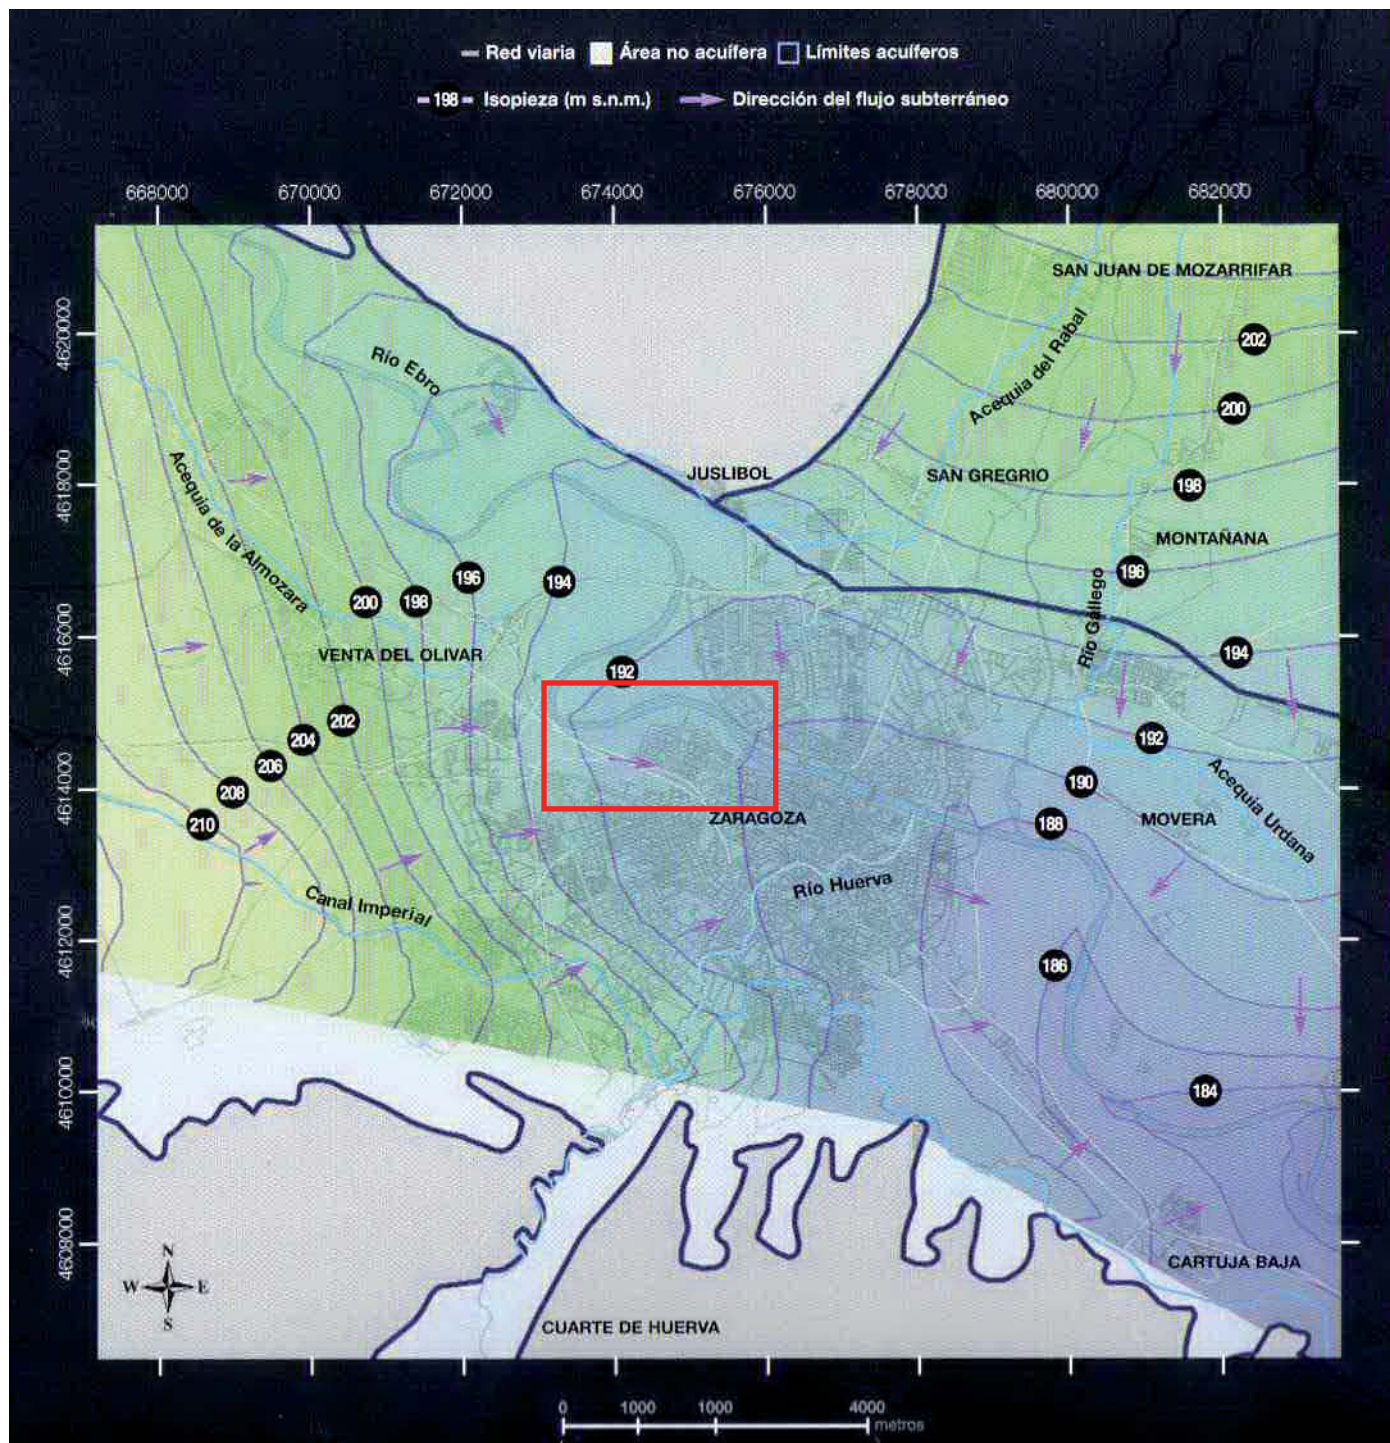 Red viaria Área no acuífera Límites acuíferos
198 Isopieza (m s.n.m.) Dirección del flujo subterráneo
668000 670000 672000 674000 676000 678000 680000 682000
4620000
4618000
4616000
4614000
4612000
4610000
4608000
SAN JUAN DE MOZARRIFAR
202
Acequia del Rabal
Río Ebro
200
JUSLIBOL
SAN GREGRIO
198
Acequia de la Almozara
MONTAÑANA
196
200 198 196 194
Río Gállego
VENTA DEL OLIVAR
192
194
202
204
206
208
210
192
190
188
Acequia Urdana
ZARAGOZA
MOVERA
Río Huerva
Canal Imperial
186
184
CARTUJA BAJA
CUARTE DE HUERVA
N
W E
S
0 1000 1000 4000
metros